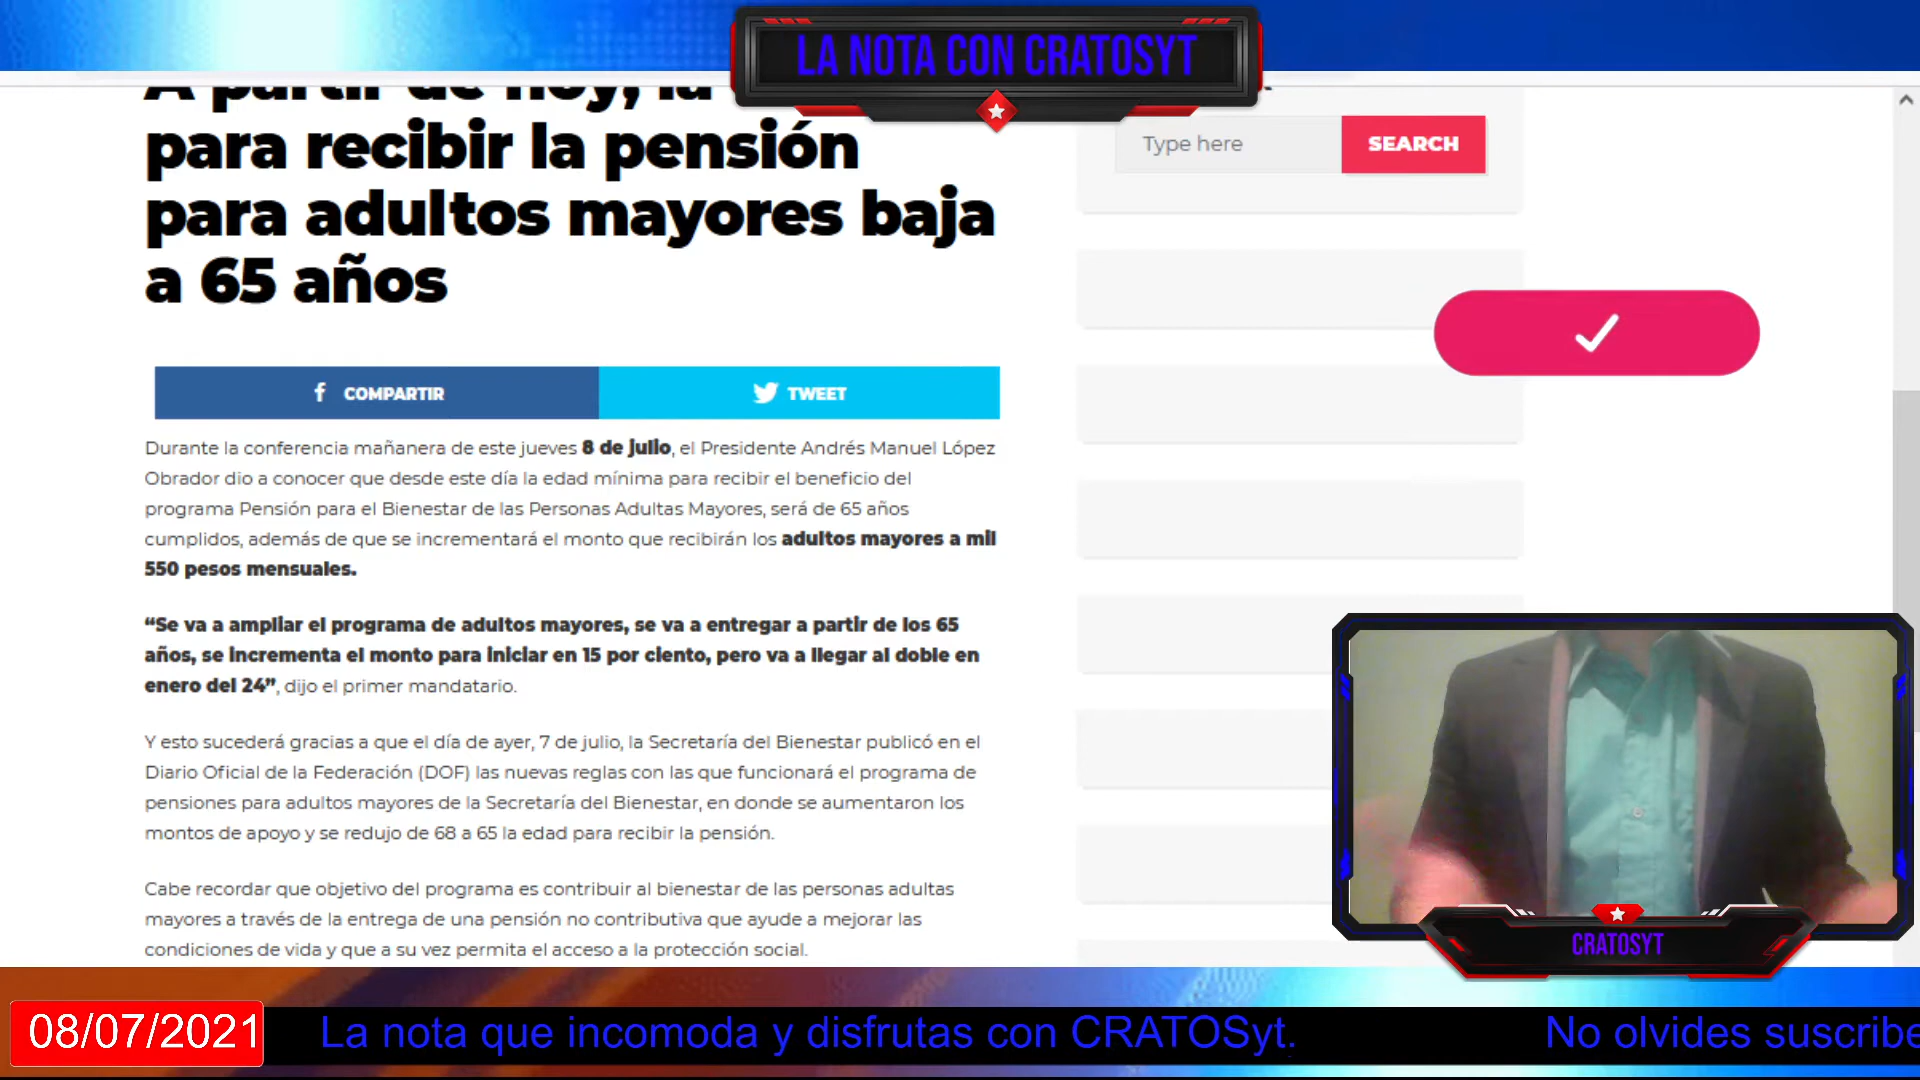 LA NOTA CON CRATOSYT
A partir de hoy, la
para recibir la pensión
para adultos mayores baja
a 65 años
Type here
SEARCH
COMPARTIR
TWEET
Durante la conferencia mañanera de este jueves 8 de julio, el Presidente Andrés Manuel López
Obrador dio a conocer que desde este día la edad mínima para recibir el beneficio del
programa Pensión para el Bienestar de las Personas Adultas Mayores, será de 65 años
cumplidos, además de que se incrementará el monto que recibirán los adultos mayores a mil
550 pesos mensuales.
“Se va a ampliar el programa de adultos mayores, se va a entregar a partir de los 65
años, se incrementa el monto para iniciar en 15 por ciento, pero va a llegar al doble en
enero del 24”, dijo el primer mandatario.
Y esto sucederá gracias a que el día de ayer, 7 de julio, la Secretaría del Bienestar publicó en el
Diario Oficial de la Federación (DOF) las nuevas reglas con las que funcionará el programa de
pensiones para adultos mayores de la Secretaría del Bienestar, en donde se aumentaron los
montos de apoyo y se redujo de 68 a 65 la edad para recibir la pensión.
Cabe recordar que objetivo del programa es contribuir al bienestar de las personas adultas
mayores a través de la entrega de una pensión no contributiva que ayude a mejorar las
condiciones de vida y que a su vez permita el acceso a la protección social.
CRATOSYT
08/07/2021
La nota que incomoda y disfrutas con CRATOSyt.
No olvides suscribe